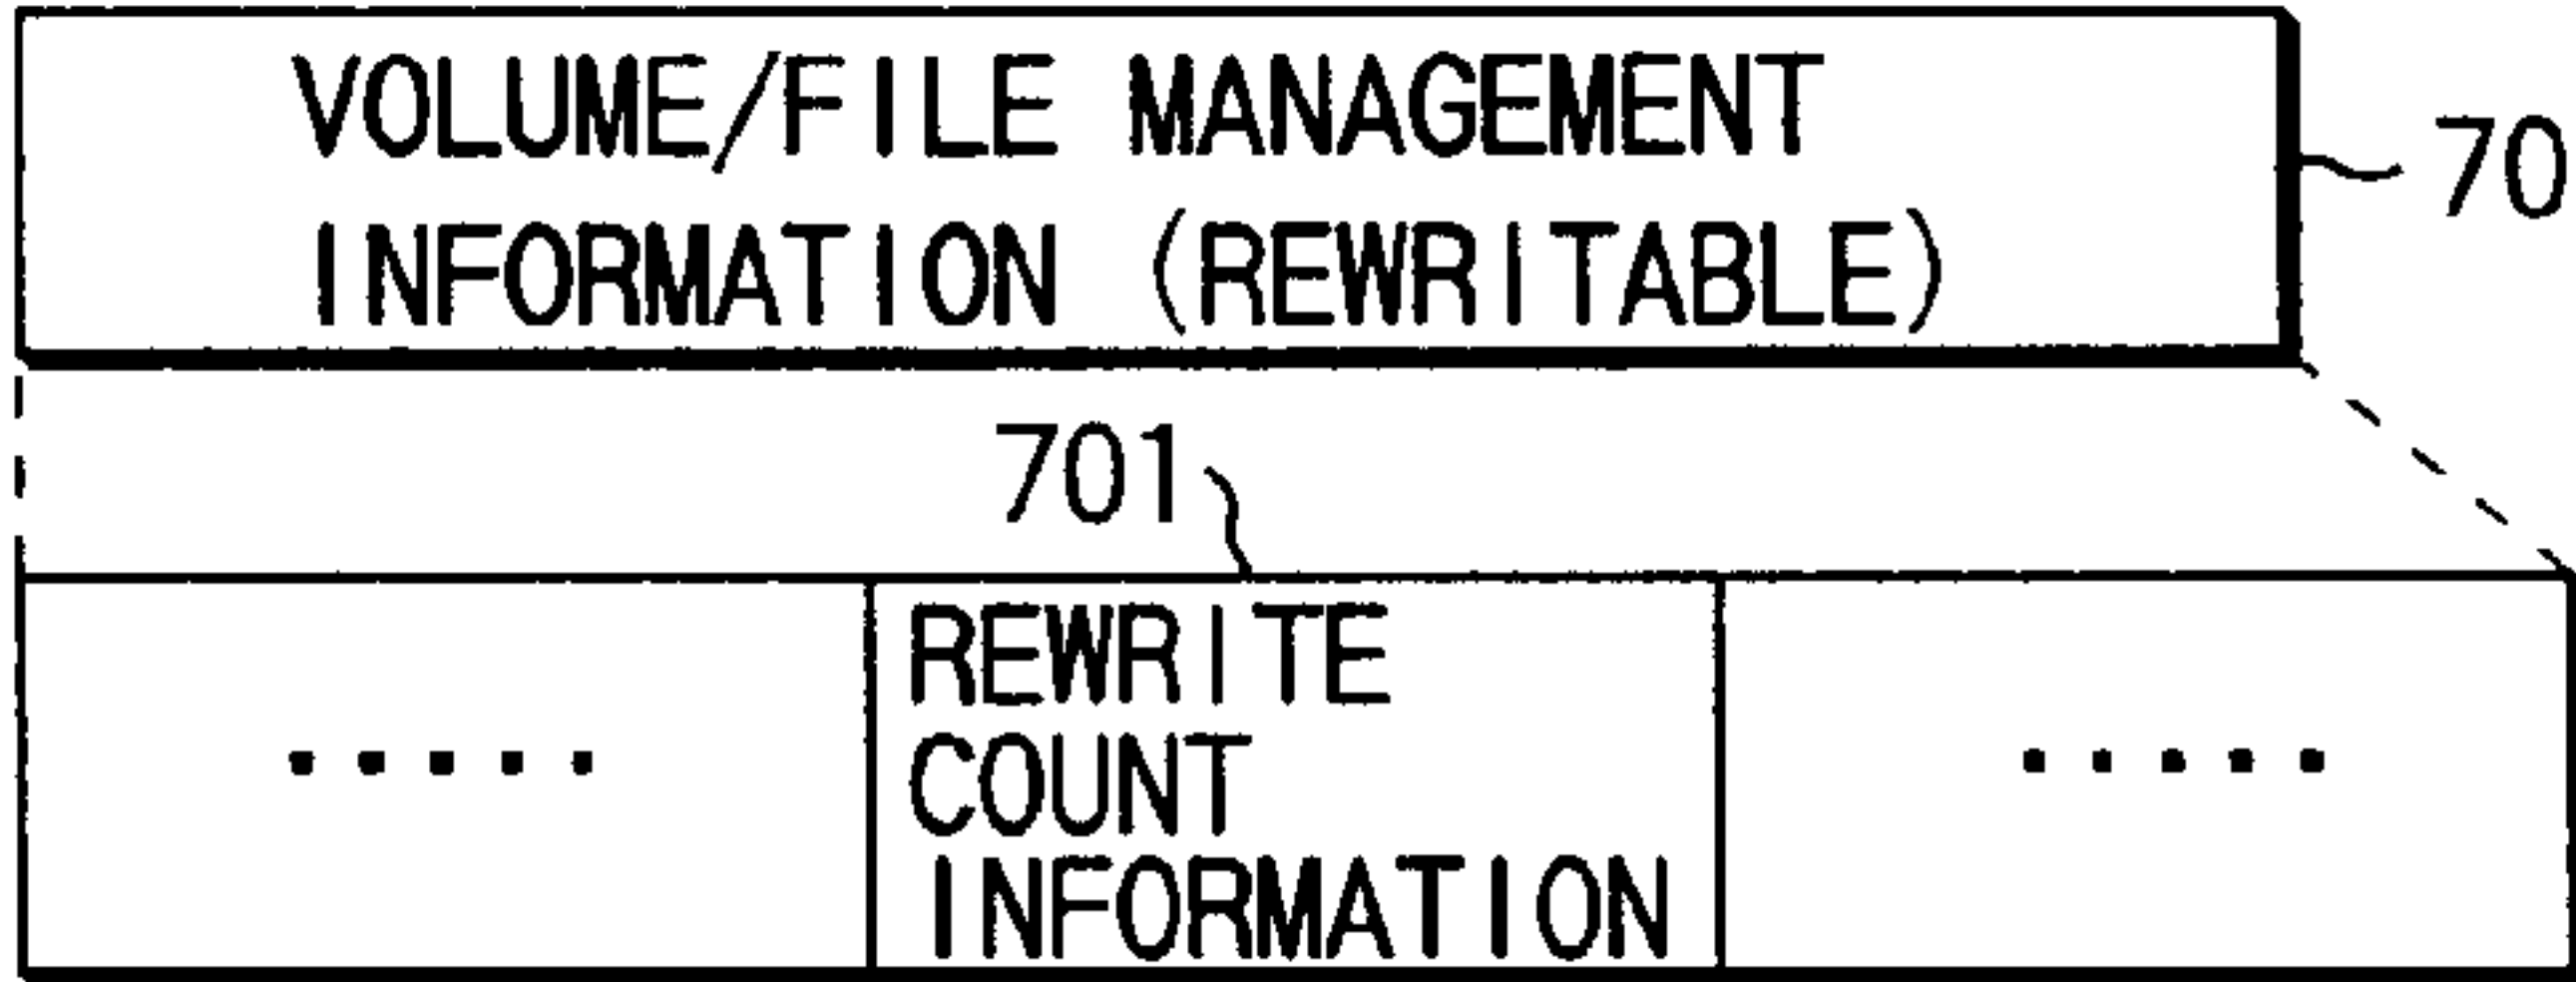 VOLUME/FILE MANAGEMENT
INFORMATION (REWRITABLE)
70
701
REWRITE
COUNT
INFORMATION
.....
.....